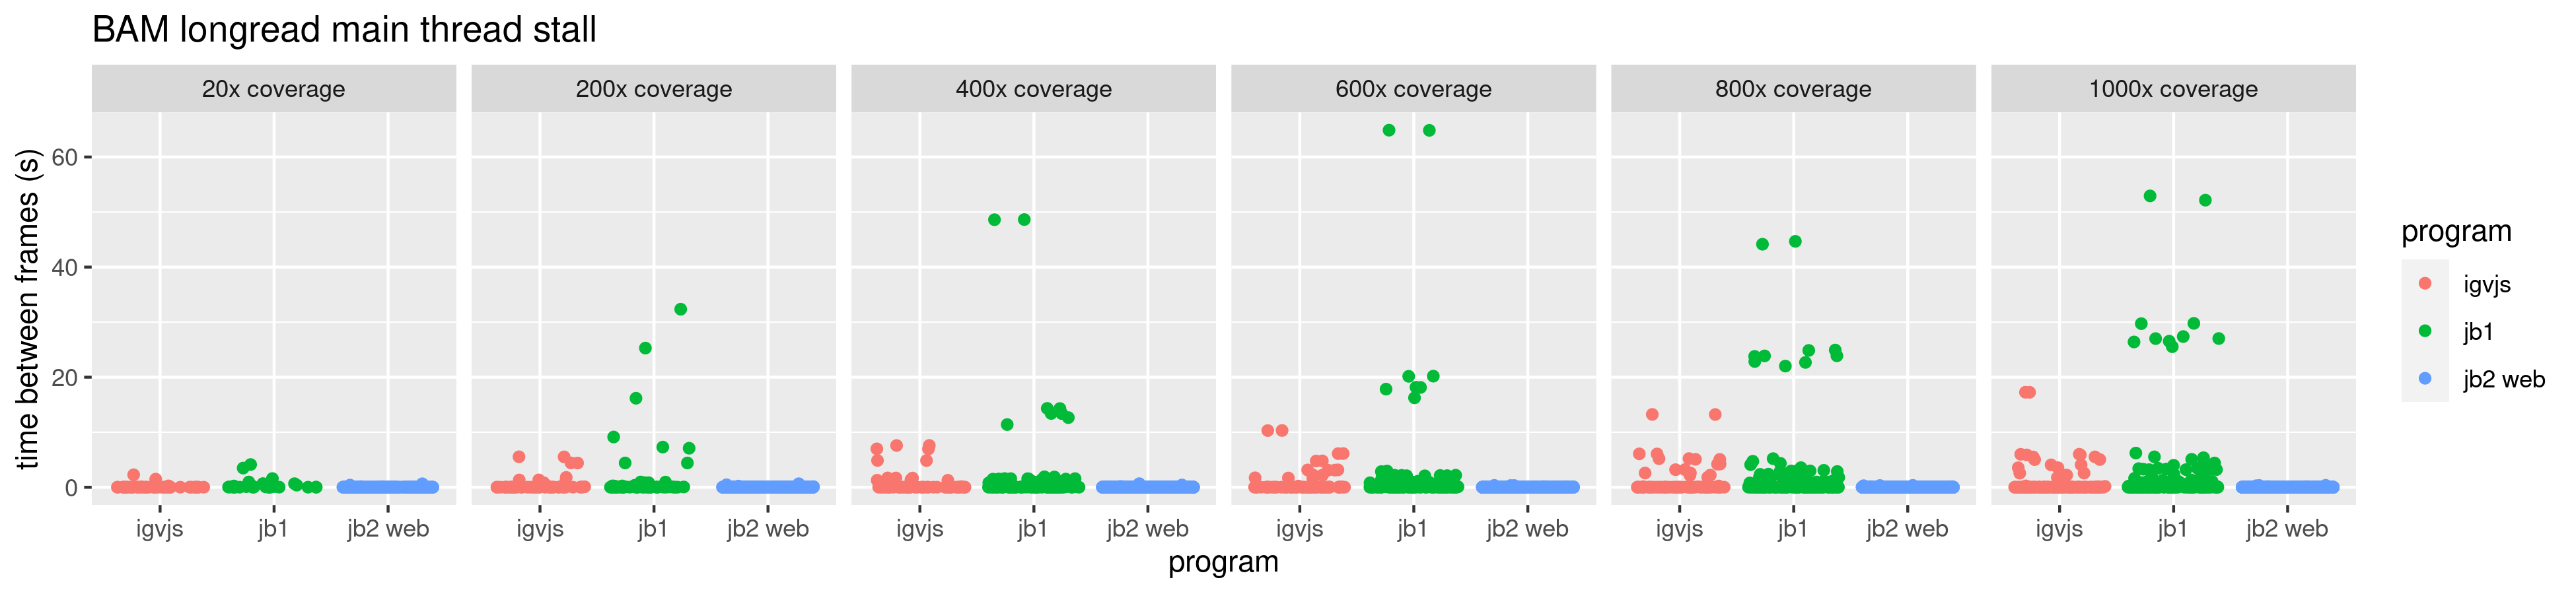 BAM longread main thread stall
20x coverage 200x coverage 400x coverage 600x coverage 800x coverage 1000x coverage
time between frames (s)
60
40
20
0
igvjs jb1 jb2 web igvjs jb1 jb2 web igvjs jb1 jb2 web igvjs jb1 jb2 web igvjs jb1 jb2 web igvjs jb1 jb2 web
program
program
igvjs
jb1
jb2 web